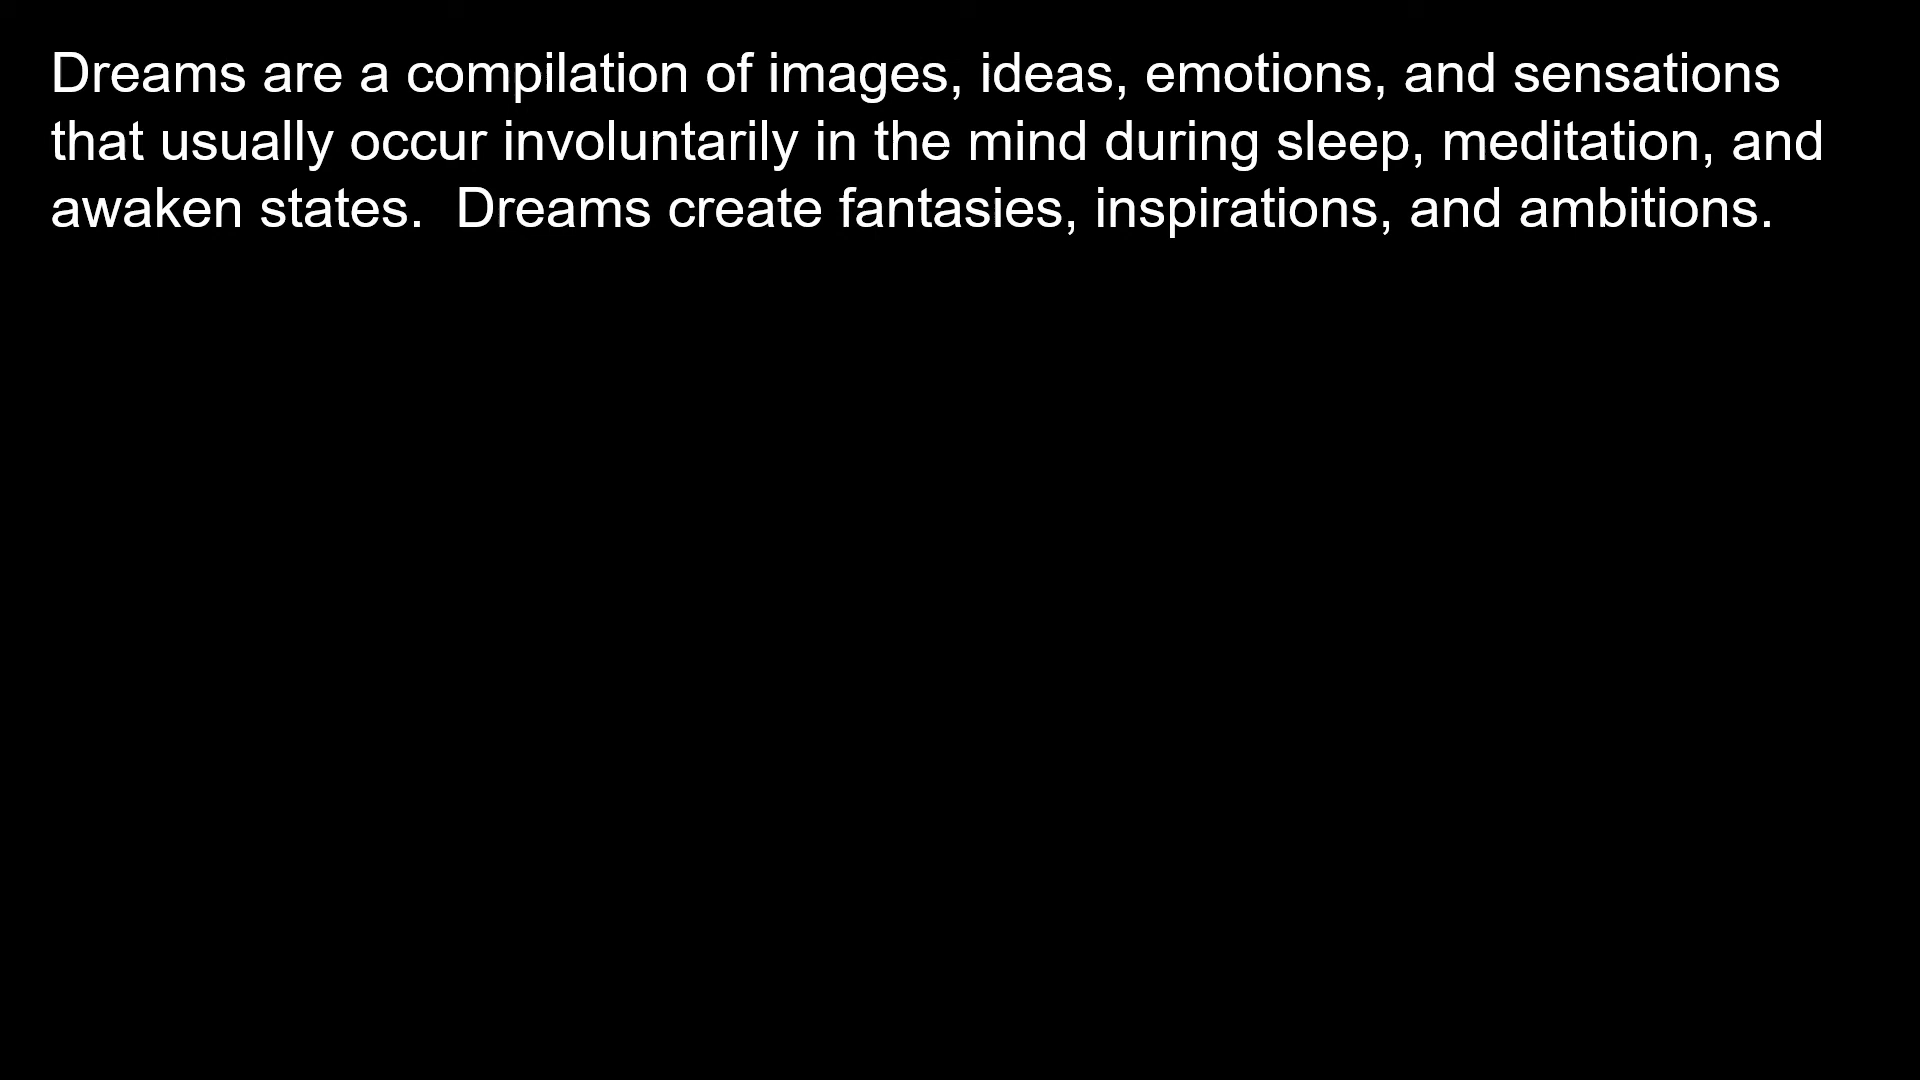 Dreams are a compilation of images, ideas, emotions, and sensations
that usually occur involuntarily in the mind during sleep, meditation, and
awaken states.  Dreams create fantasies, inspirations, and ambitions.